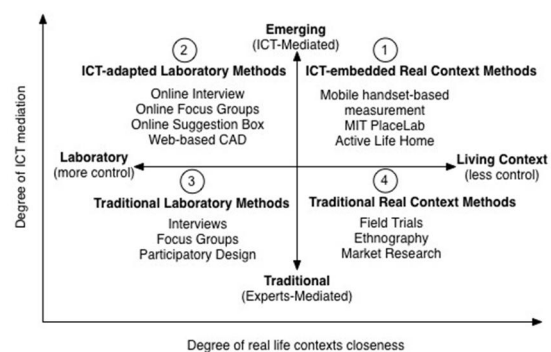 Emerging
(ICT-Mediated)
2
ICT-adapted Laboratory Methods
Online Interview
Online Focus Groups
Online Suggestion Box
Web-based CAD
1
ICT-embedded Real Context Methods
Mobile handset-based
measurement
MIT PlaceLab
Active Life Home
Degree of ICT mediation
Laboratory
(more control)
Living Context
(less control)
3
Traditional Laboratory Methods
Interviews
Focus Groups
Participatory Design
4
Traditional Real Context Methods
Field Trials
Ethnography
Market Research
Traditional
(Experts-Mediated)
Degree of real life contexts closeness